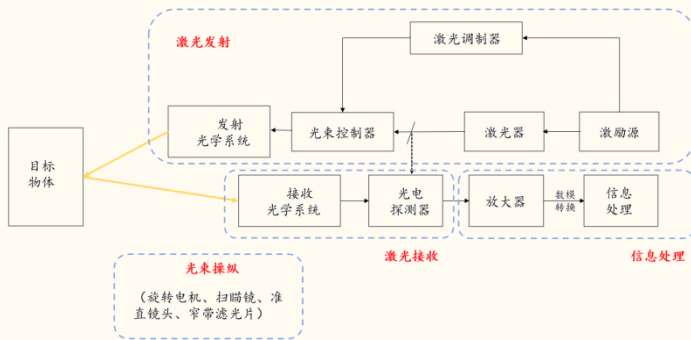 激光发射
激光调制器
发射
光学系统
光束控制器
激光器
激励源
目标
物体
接收
光学系统
光电
探测器
放大器
数模
转换
信息
处理
激光接收
信息处理
光束操纵
（旋转电机、扫瞄镜、准
直镜头、窄带滤光片）